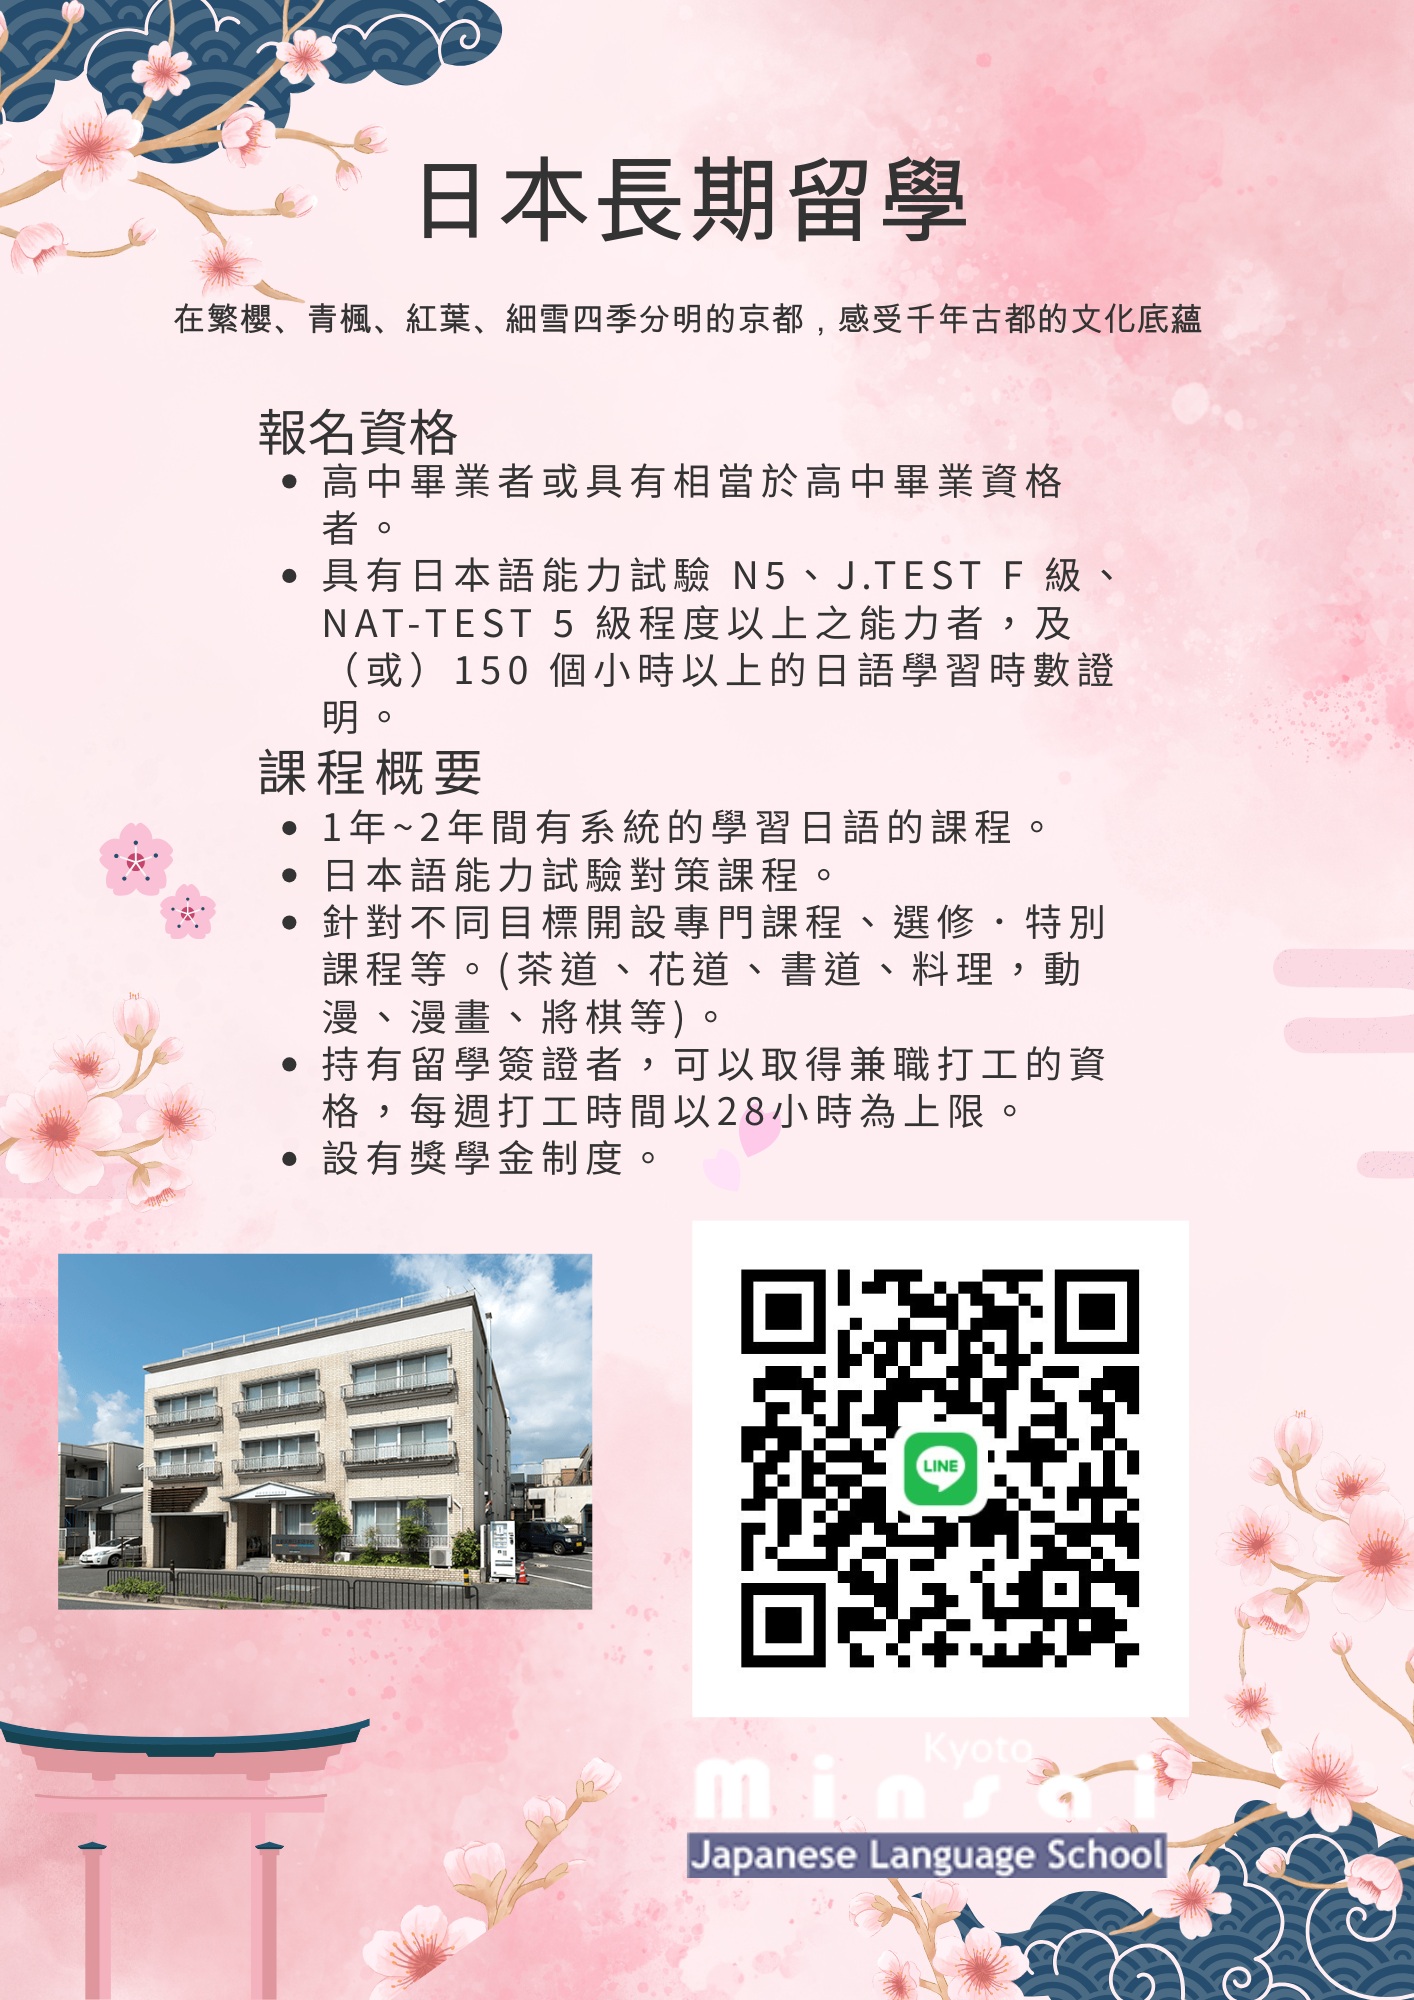 日本長期留學
在繁櫻、青楓、紅葉、細雪四季分明的京都，感受千年古都的文化底蘊
報名資格
• 高中畢業者或具有相當於高中畢業資格
者。
• 具有日本語能力試驗 N5、J.TEST F 級、
NAT-TEST 5 級程度以上之能力者，及
（或）150 個小時以上的日語學習時數證
明。
課程概要
• 1年~2年間有系統的學習日語的課程。
• 日本語能力試驗對策課程。
• 針對不同目標開設專門課程、選修・特別
課程等。(茶道、花道、書道、料理，動
漫、漫畫、將棋等)。
• 持有留學簽證者，可以取得兼職打工的資
格，每週打工時間以28小時為上限。
• 設有獎學金制度。
LINE
Kyoto
Minsai
Japanese Language School